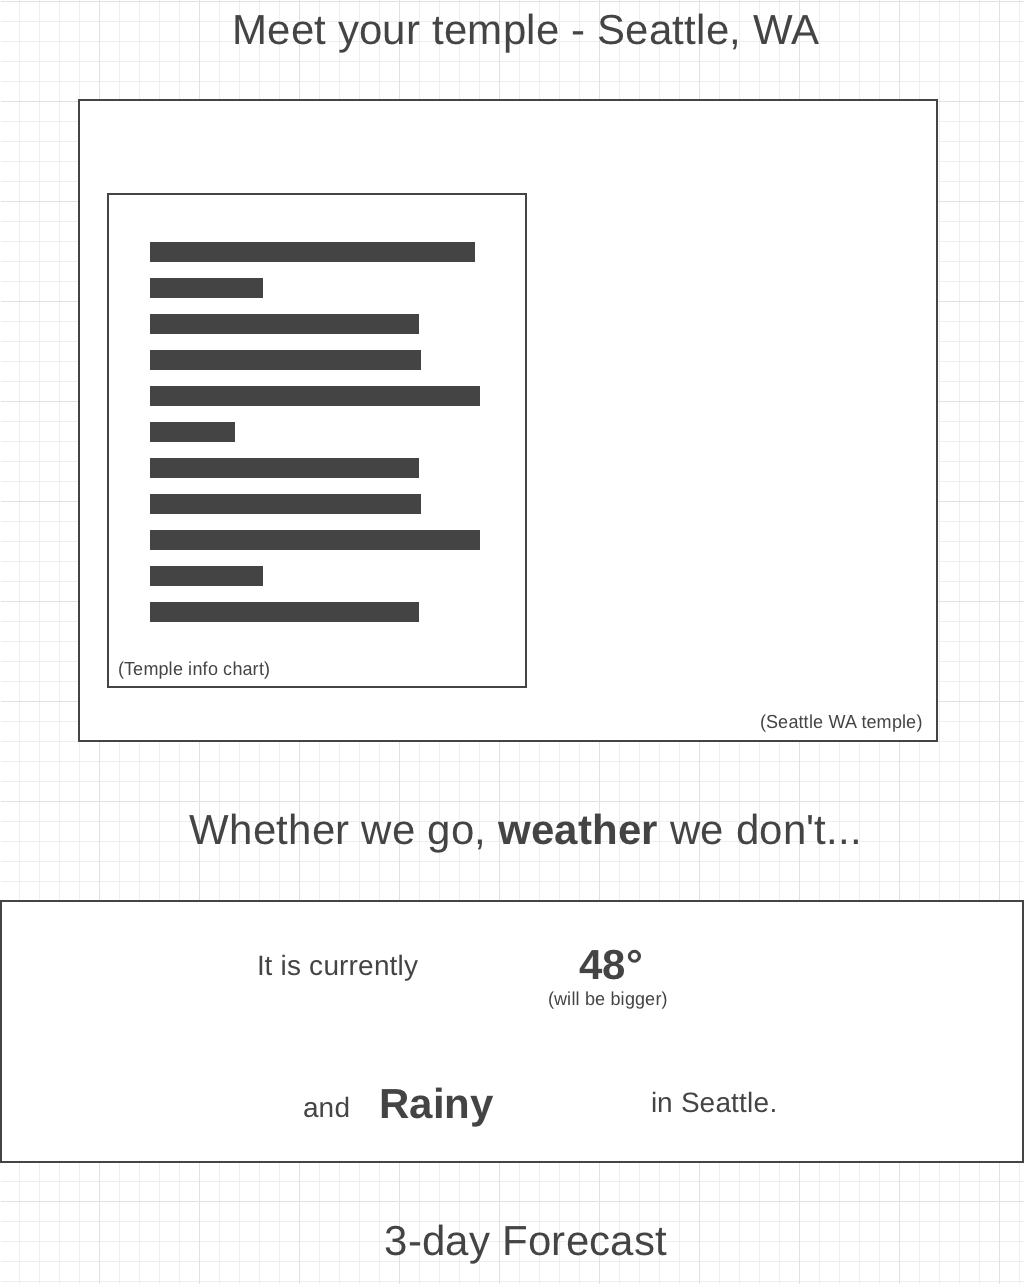 Meet your temple - Seattle, WA
(Temple info chart)
(Seattle WA temple)
Whether we go, weather we don't...
It is currently 48°
(will be bigger)
and Rainy in Seattle.
3-day Forecast